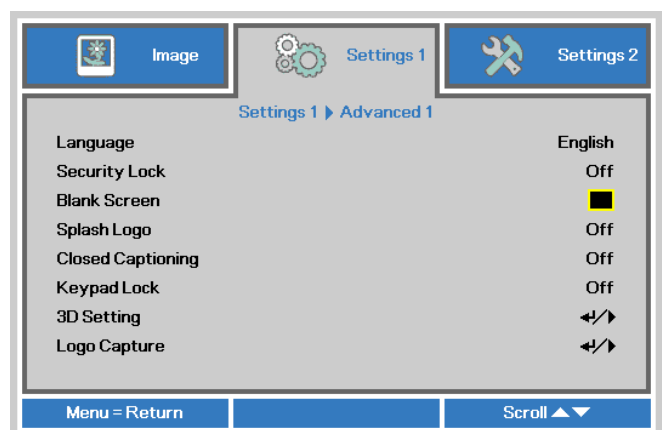 Image Settings 1 Settings 2
Settings 1 ▶ Advanced 1
Language English
Security Lock Off
Blank Screen
Splash Logo Off
Closed Captioning Off
Keypad Lock Off
3D Setting ↵/▶
Logo Capture ↵/▶
Menu = Return Scroll ▲▼